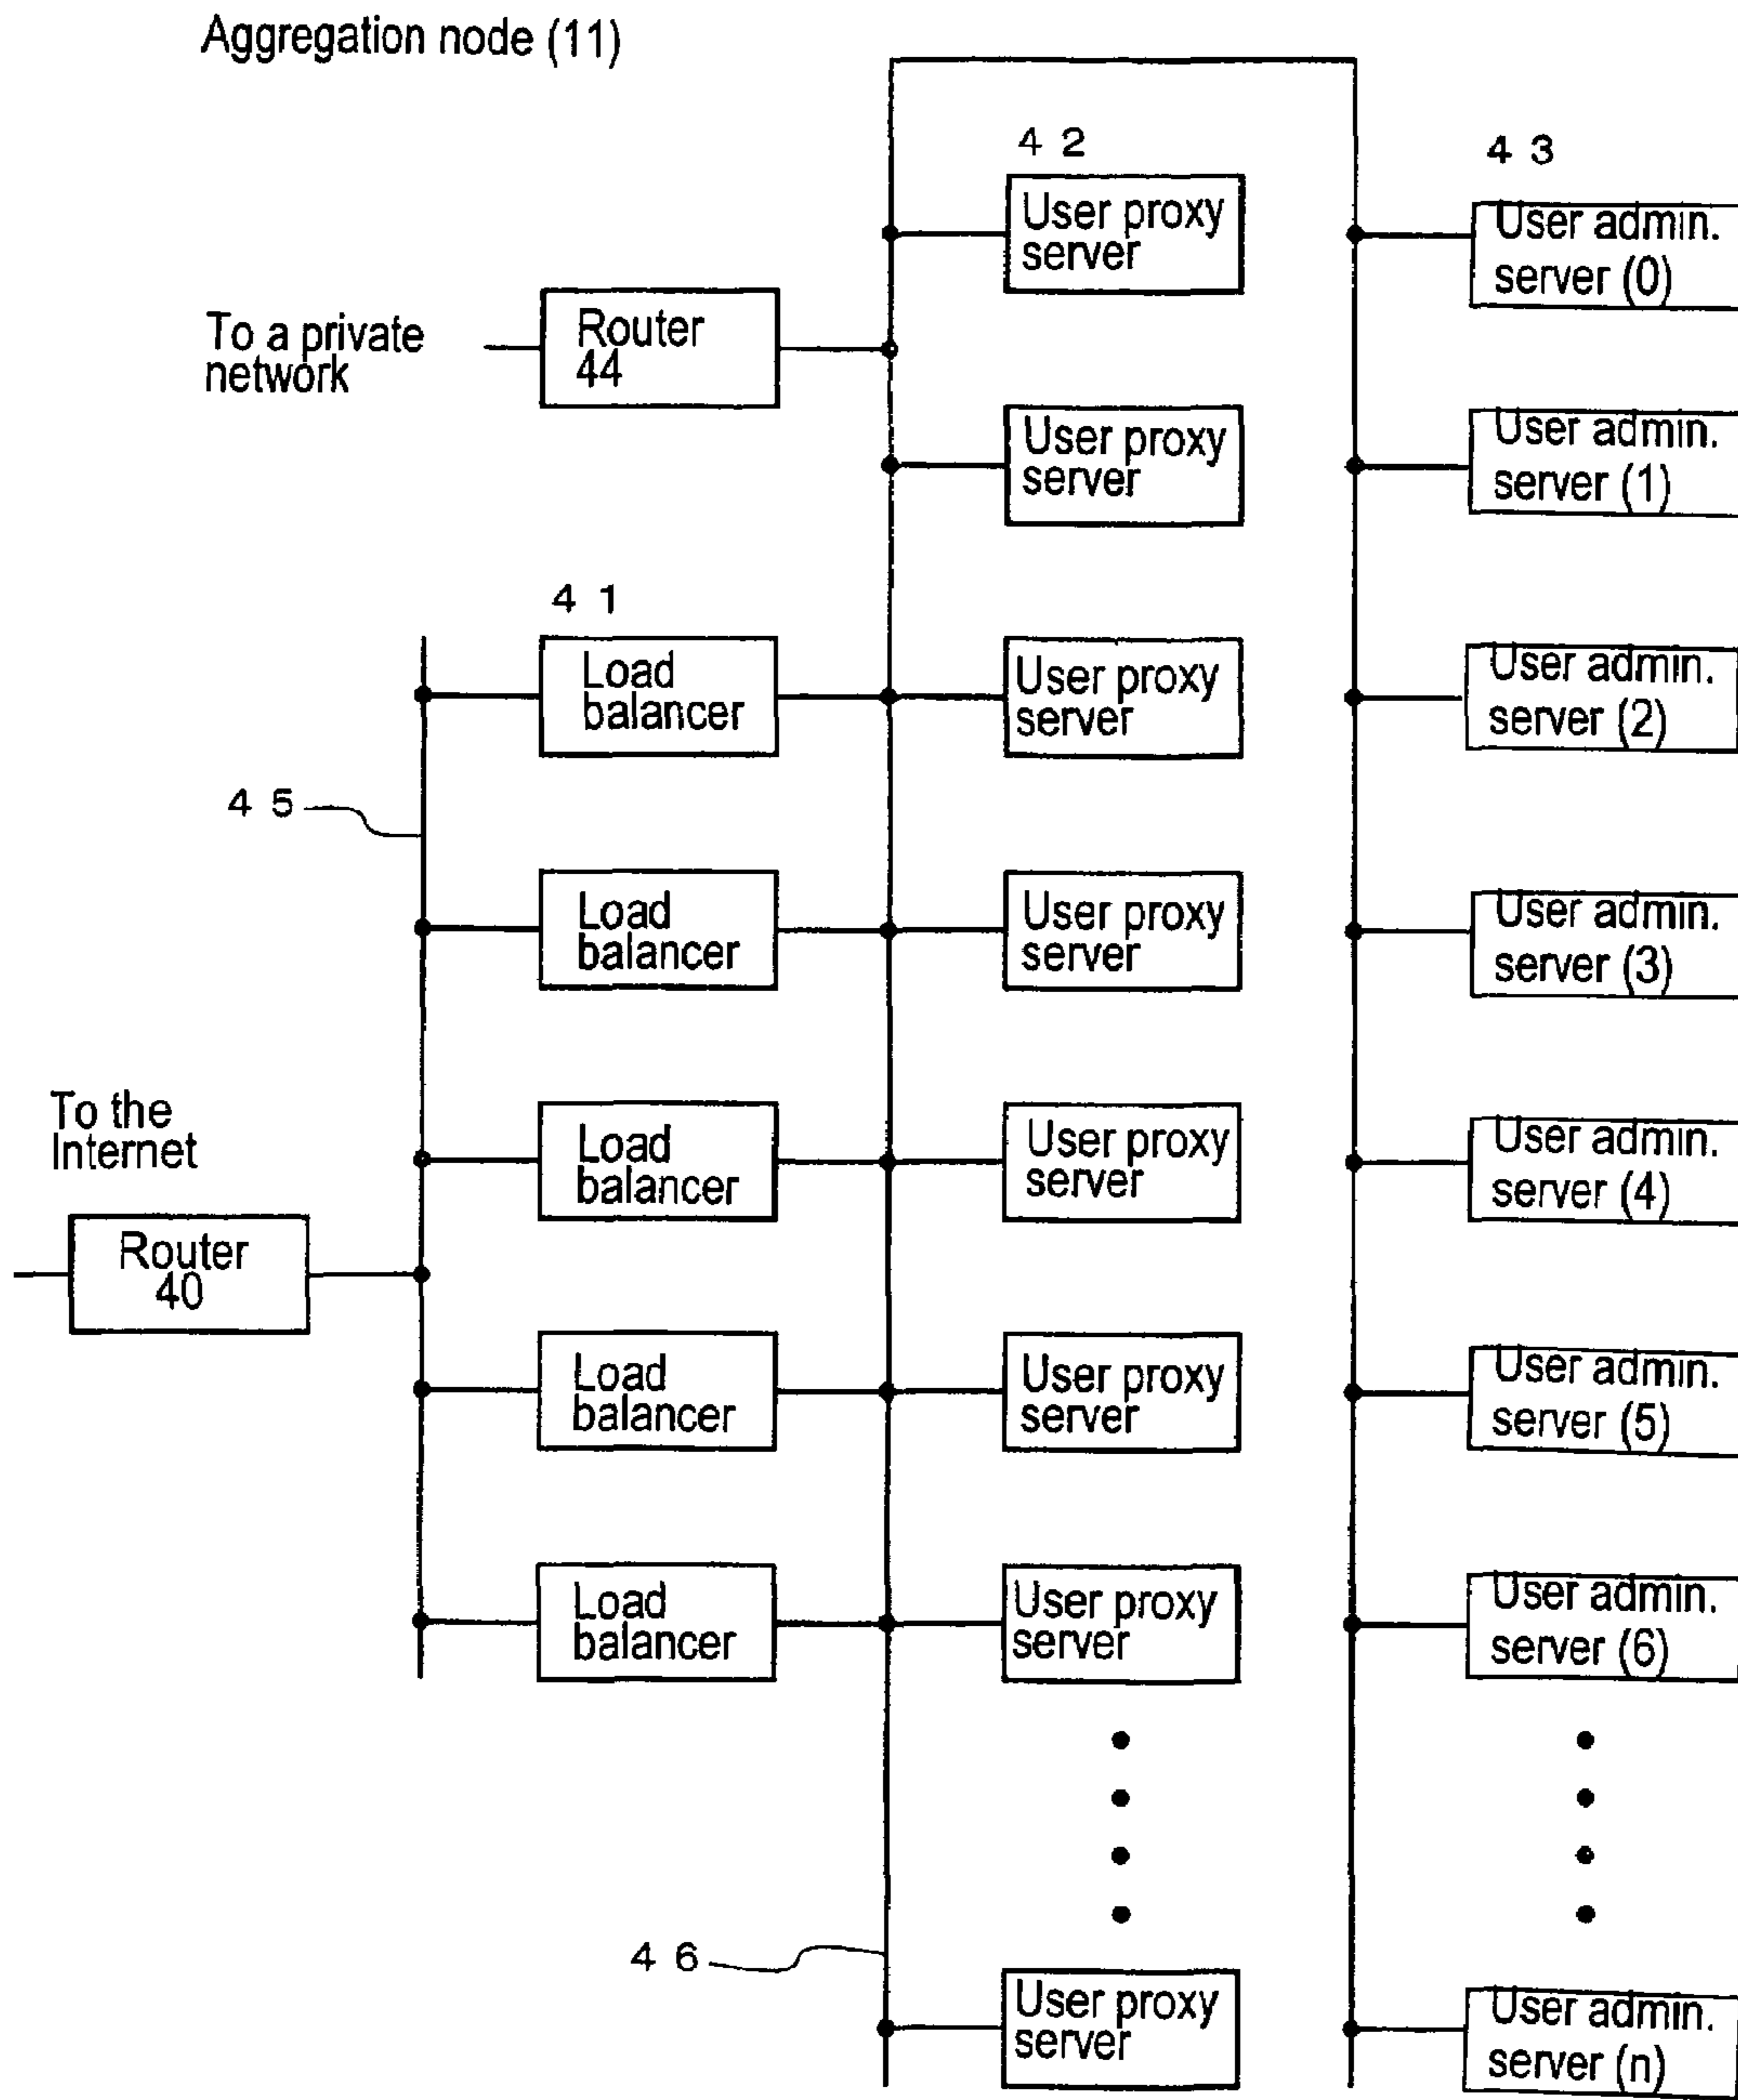 Aggregation node (11)
4 2
4 3
User proxy
server
User admin.
server (0)
To a private
network
Router
44
User proxy
server
User admin.
server (1)
4 1
Load
balancer
User proxy
server
User admin.
server (2)
4 5
Load
balancer
User proxy
server
User admin.
server (3)
To the
Internet
Load
balancer
User proxy
server
User admin.
server (4)
Router
40
Load
balancer
User proxy
server
User admin.
server (5)
Load
balancer
User proxy
server
User admin.
server (6)
4 6
User proxy
server
User admin.
server (n)